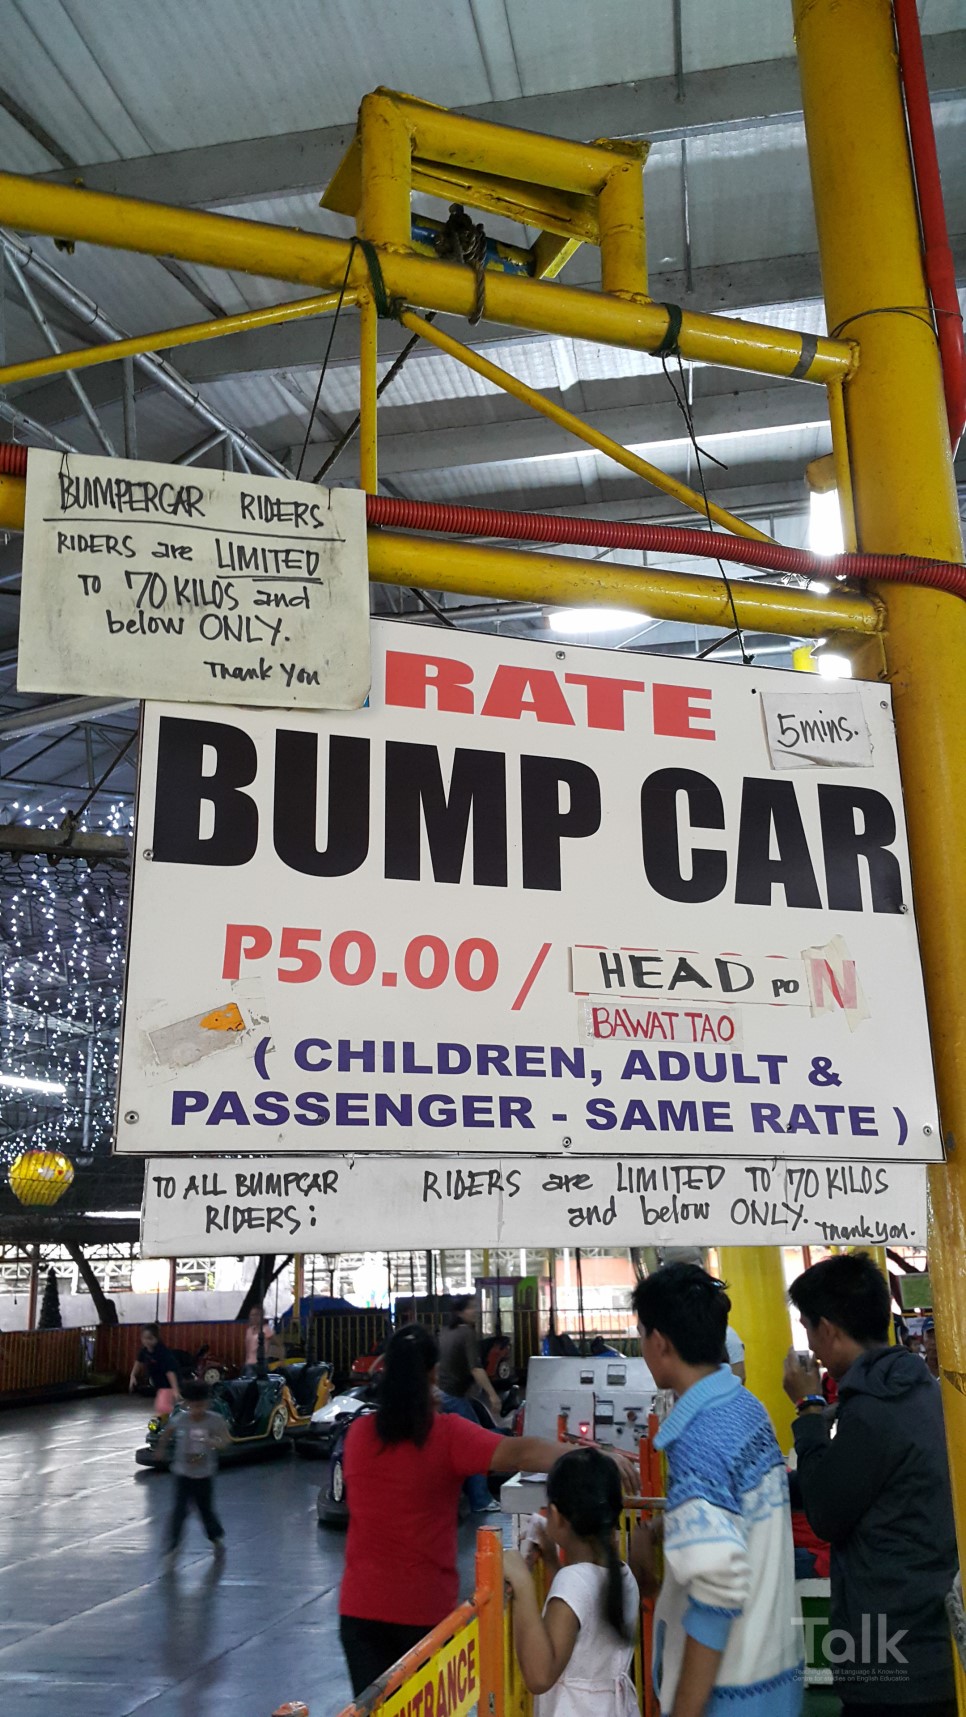 BUMPERCAR RIDERS
RIDERS are LIMITED
TO 70 KILOS and
below ONLY.
Thank you
RATE
5mins.
BUMP CAR
P50.00 / HEAD PO N
BAWAT TAO
( CHILDREN, ADULT &
PASSENGER - SAME RATE )
TO ALL BUMPCAR
RIDERS:
RIDERS are LIMITED TO 70 KILOS
and below ONLY.
Thank you.
ENTRANCE
Talk